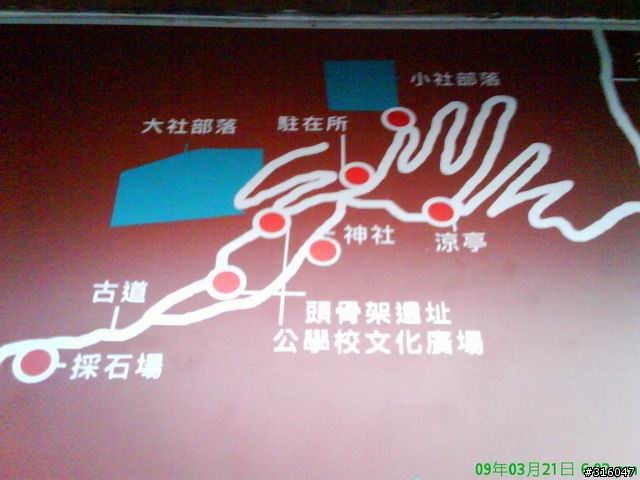 小社部落
大社部落
駐在所
神社
涼亭
古道
頭骨架遺址
公學校文化廣場
採石場
09年03月21日
#316047